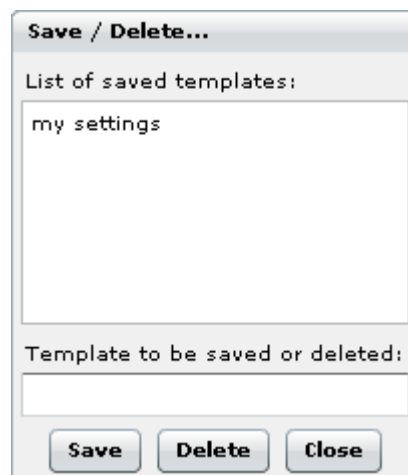 Save / Delete...
List of saved templates:
my settings
Template to be saved or deleted:
Save Delete Close